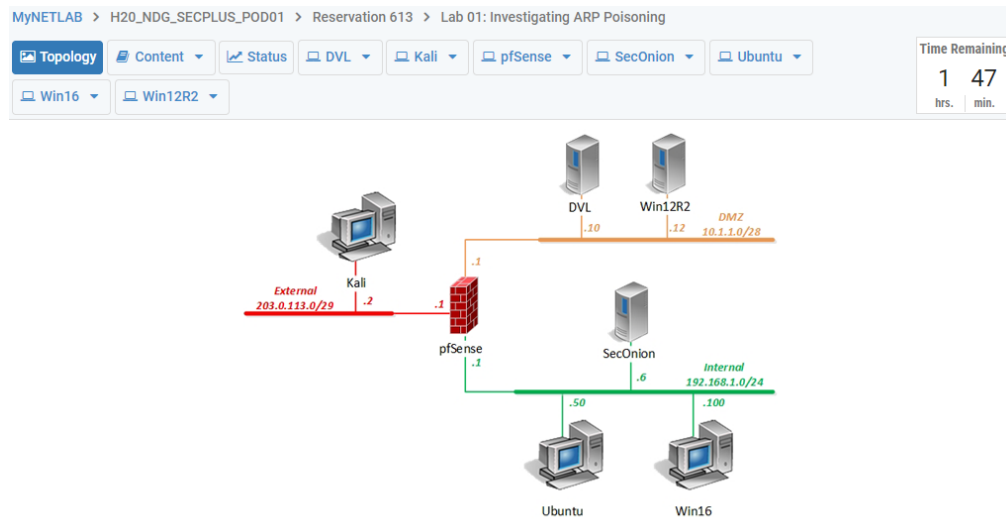 MyNETLAB > H20_NDG_SECPLUS_POD01 > Reservation 613 > Lab 01: Investigating ARP Poisoning
Topology Content Status DVL Kali pfSense SecOnion Ubuntu
Time Remaining
1 47
hrs. min.
Win16 Win12R2
DVL Win12R2
.10 .12 DMZ
10.1.1.0/28
.1
Kali
External
203.0.113.0/29
.2 .1
pfSense
.1
SecOnion
.6 Internal
192.168.1.0/24
.50 .100
Ubuntu Win16